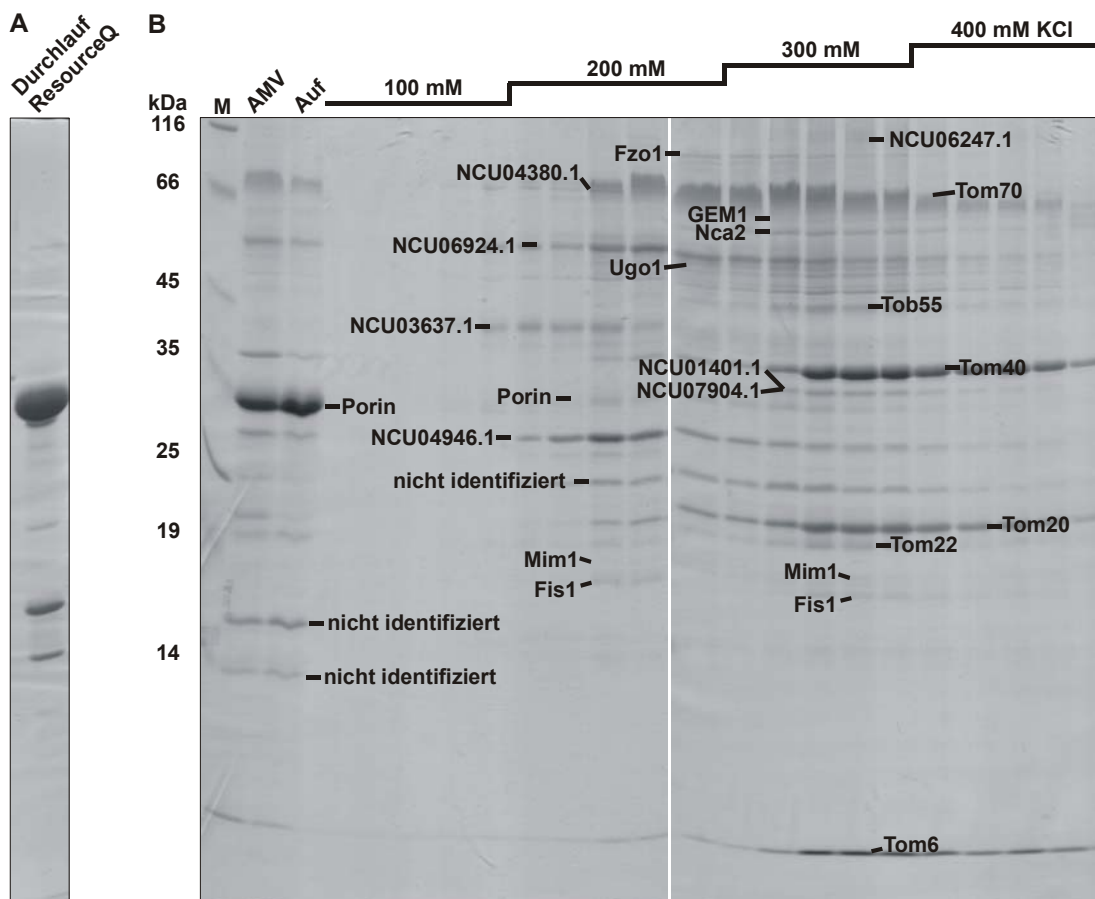 A
Durchlauf
ResourceQ
B
400 mM KCl
300 mM
200 mM
100 mM
kDa
M
AMV
Auf
116
66
45
35
25
19
14
NCU06247.1
Fzo1
NCU04380.1
Tom70
GEM1
Nca2
NCU06924.1
Ugo1
Tob55
NCU03637.1
NCU01401.1
Tom40
NCU07904.1
Porin
Porin
NCU04946.1
nicht identifiziert
Tom20
Tom22
Mim1
Fis1
Mim1
Fis1
nicht identifiziert
nicht identifiziert
Tom6